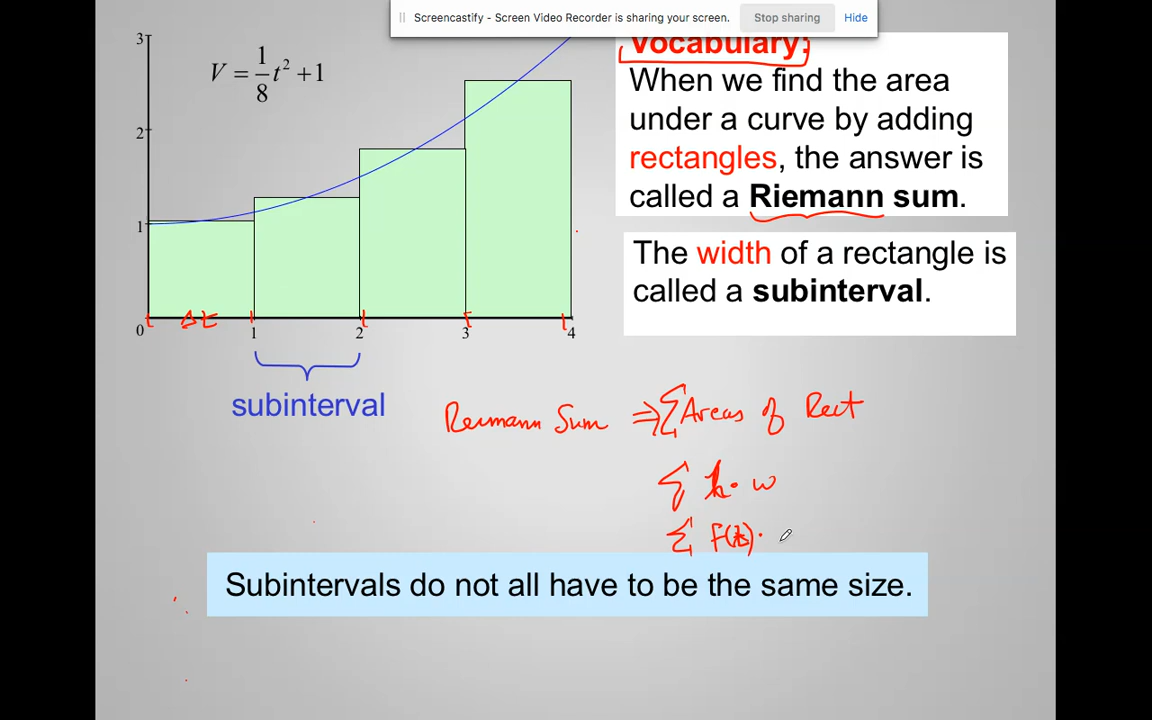 Screencastify - Screen Video Recorder is sharing your screen. Stop sharing Hide
3
V = 1/8 t² + 1
2
1
0 1 2 3 4
Δt
subinterval
Vocabulary:
When we find the area
under a curve by adding
rectangles, the answer is
called a Riemann sum.
The width of a rectangle is
called a subinterval.
Reimann Sum ⇒ Σ Areas of Rect
Σ h · w
Σ f(t) ·
Subintervals do not all have to be the same size.